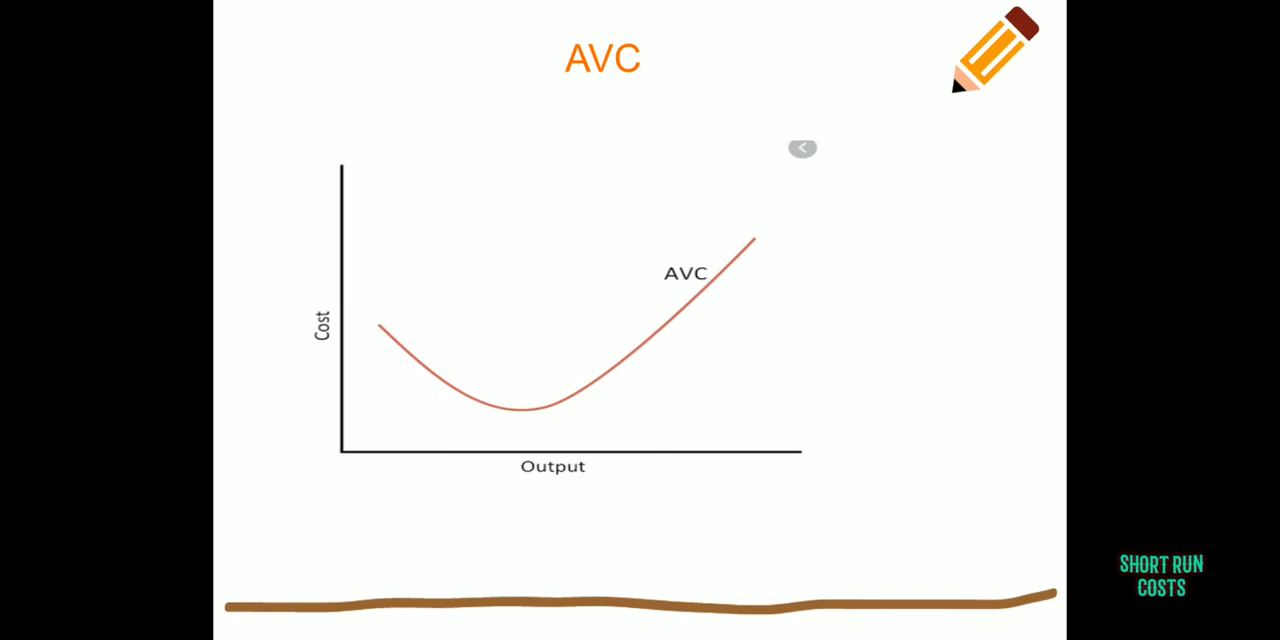 AVC
AVC
Cost
Output
SHORT RUN
COSTS